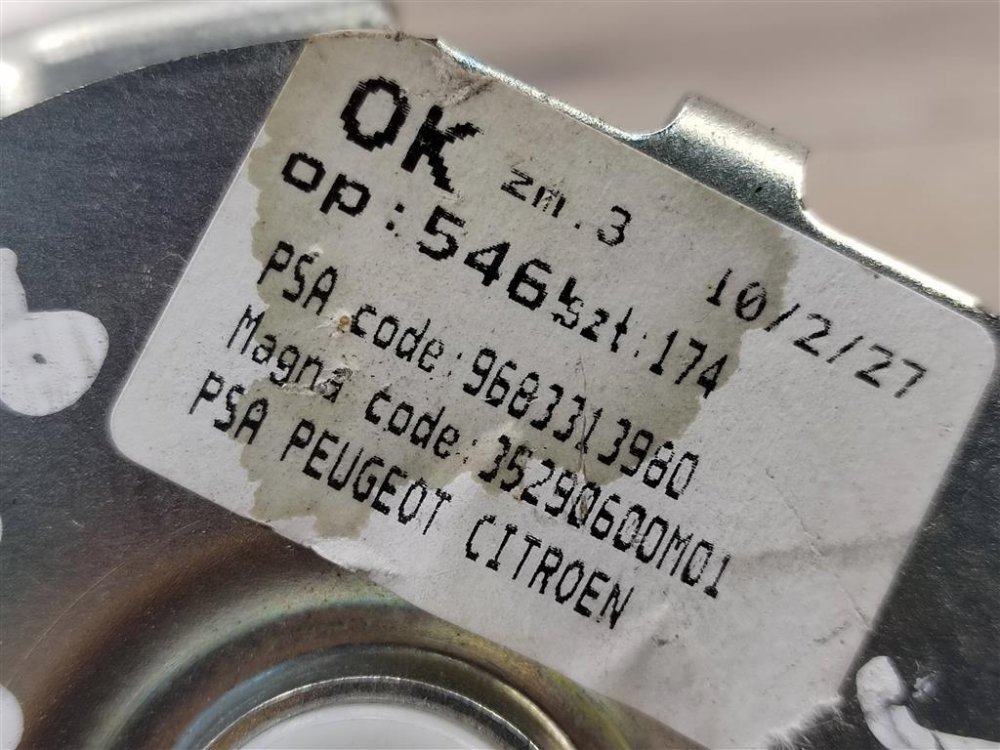 OK zm.3 10/2/27
op:546 szt:174
PSA code:9683313980
Magna code:35290600M01
PSA PEUGEOT CITROEN